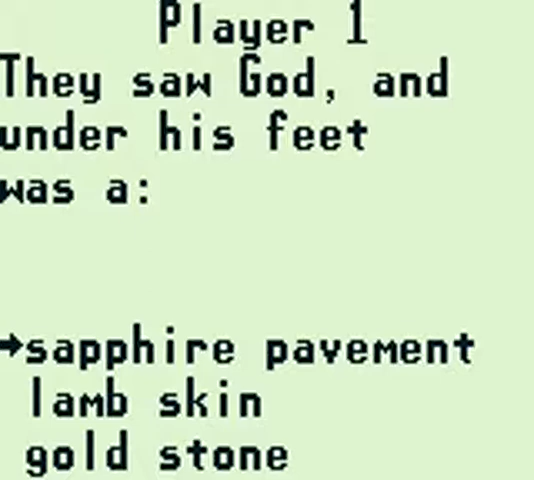 Player 1
They saw God, and
under his feet
was a:
→sapphire pavement
lamb skin
gold stone